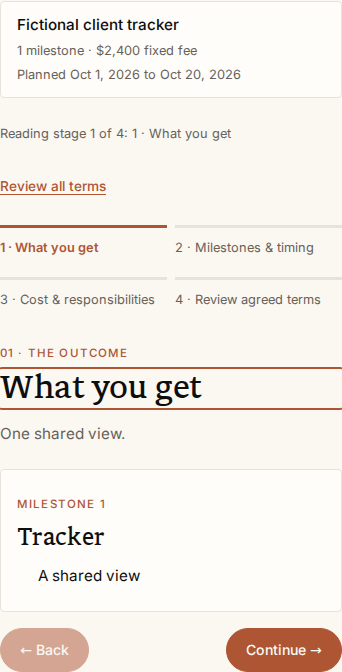 Fictional client tracker
1 milestone · $2,400 fixed fee
Planned Oct 1, 2026 to Oct 20, 2026
Reading stage 1 of 4: 1 · What you get
Review all terms
1 · What you get
2 · Milestones & timing
3 · Cost & responsibilities
4 · Review agreed terms
01 · THE OUTCOME
What you get
One shared view.
MILESTONE 1
Tracker
A shared view
← Back
Continue →